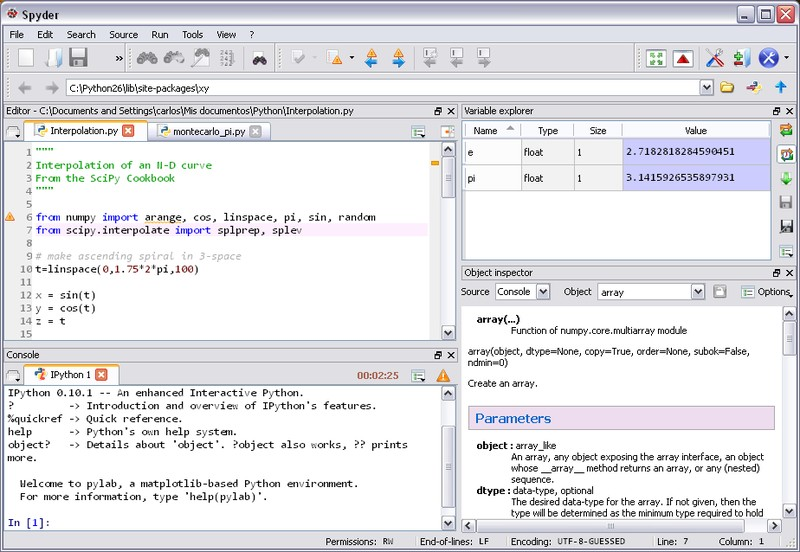 Spyder
File Edit Search Source Run Tools View ?
C:\Python26\lib\site-packages\xy
Editor - C:\Documents and Settings\carlos\Mis documentos\Python\Interpolation.py
Interpolation.py montecarlo_pi.py
1 """
2 Interpolation of an N-D curve
3 From the SciPy Cookbook
4 """
5
6 from numpy import arange, cos, linspace, pi, sin, random
7 from scipy.interpolate import splprep, splev
8
9 # make ascending spiral in 3-space
10 t=linspace(0,1.75*2*pi,100)
11
12 x = sin(t)
13 y = cos(t)
14 z = t
15
Console
IPython 1 00:02:25
IPython 0.10.1 -- An enhanced Interactive Python.
? -> Introduction and overview of IPython's features.
%quickref -> Quick reference.
help -> Python's own help system.
object? -> Details about 'object'. ?object also works, ?? prints
more.
Welcome to pylab, a matplotlib-based Python environment.
For more information, type 'help(pylab)'.
In [1]:
Variable explorer
Name Type Size Value
e float 1 2.7182818284590451
pi float 1 3.1415926535897931
Object inspector
Source Console Object array Options
array(...)
Function of numpy.core.multiarray module
array(object, dtype=None, copy=True, order=None, subok=False,
ndmin=0)
Create an array.
Parameters
object : array_like
An array, any object exposing the array interface, an object
whose __array__ method returns an array, or any (nested)
sequence.
dtype : data-type, optional
The desired data-type for the array. If not given, then the
type will be determined as the minimum type required to hold
Permissions: RW End-of-lines: LF Encoding: UTF-8-GUESSED Line: 7 Column: 1